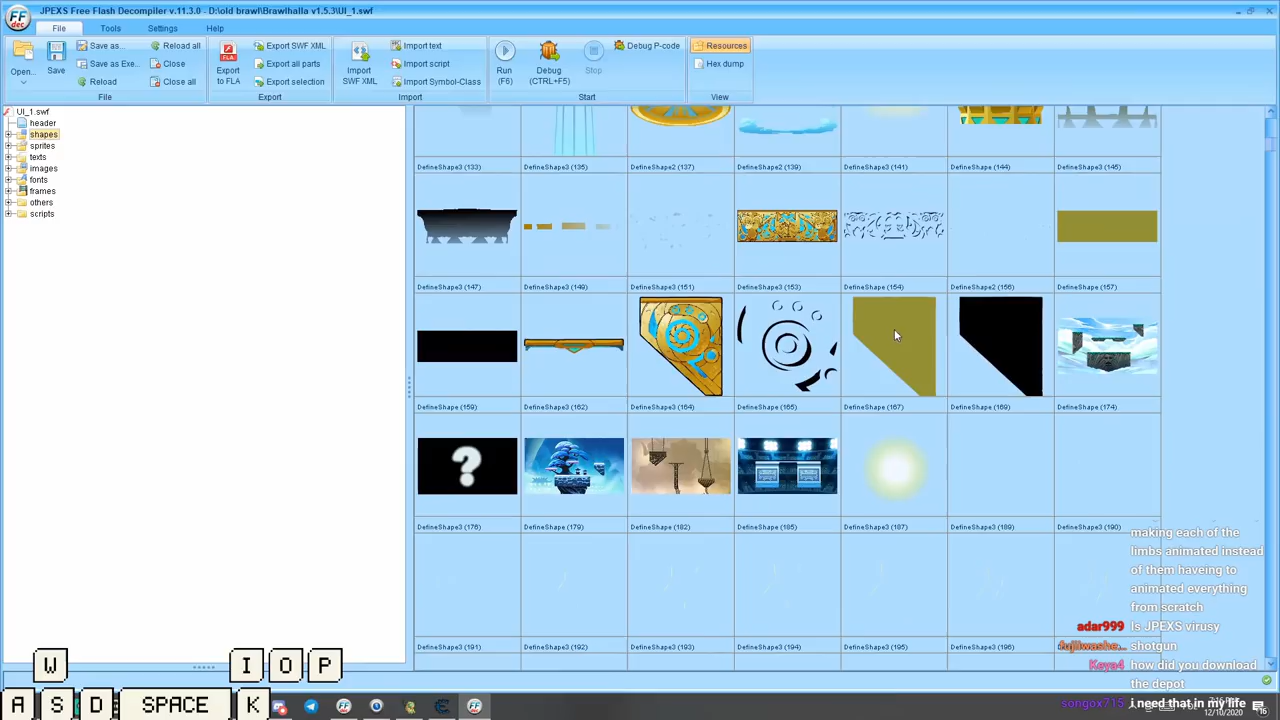 JPEXS Free Flash Decompiler v.11.3.0 - D:\old brawl\Brawlhalla v1.5.3\UI_1.swf
File Tools Settings Help
Open... Save Save as... Save as Exe... Reload Reload all Close Close all
File
Export to FLA Export SWF XML Export all parts Export selection
Export
Import SWF XML Import text Import script Import Symbol-Class
Import
Run (F6) Debug (CTRL+F5) Stop Debug P-code
Start
Resources Hex dump
View
UI_1.swf
header
shapes
sprites
texts
images
fonts
frames
others
scripts
DefineShape3 (133) DefineShape3 (135) DefineShape2 (137) DefineShape2 (139) DefineShape3 (141) DefineShape (144) DefineShape3 (145)
DefineShape3 (147) DefineShape3 (149) DefineShape3 (151) DefineShape3 (153) DefineShape (154) DefineShape2 (156) DefineShape (157)
DefineShape (159) DefineShape3 (162) DefineShape3 (164) DefineShape (165) DefineShape (167) DefineShape (169) DefineShape (174)
?
DefineShape3 (176) DefineShape (179) DefineShape (182) DefineShape (185) DefineShape3 (187) DefineShape3 (189) DefineShape3 (190)
DefineShape3 (191) DefineShape3 (192) DefineShape3 (193) DefineShape3 (194) DefineShape3 (195) DefineShape3 (196)
making each of the
limbs animated instead
of them haveing to
animated everything
from scratch
adar999 Is JPEXS virusy
fujiwashe... shotgun
Kaya4 how did you download
the depot
songox715 i need that in my life
12/10/2020
W I O P
A S D SPACE K